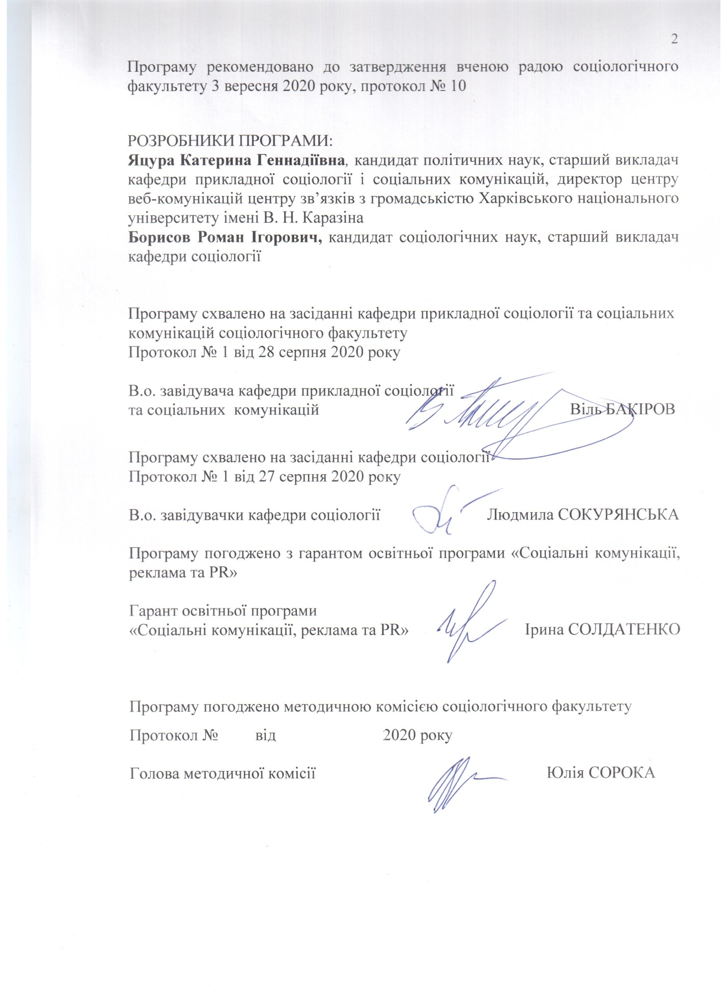 2
Програму рекомендовано до затвердження вченою радою соціологічного
факультету 3 вересня 2020 року, протокол № 10
РОЗРОБНИКИ ПРОГРАМИ:
Яцура Катерина Геннадіївна, кандидат політичних наук, старший викладач
кафедри прикладної соціології і соціальних комунікацій, директор центру
веб-комунікацій центру зв’язків з громадськістю Харківського національного
університету імені В. Н. Каразіна
Борисов Роман Ігорович, кандидат соціологічних наук, старший викладач
кафедри соціології
Програму схвалено на засіданні кафедри прикладної соціології та соціальних
комунікацій соціологічного факультету
Протокол № 1 від 28 серпня 2020 року
В.о. завідувача кафедри прикладної соціології
та соціальних комунікацій Віль БАКІРОВ
Програму схвалено на засіданні кафедри соціології
Протокол № 1 від 27 серпня 2020 року
В.о. завідувачки кафедри соціології Людмила СОКУРЯНСЬКА
Програму погоджено з гарантом освітньої програми «Соціальні комунікації,
реклама та PR»
Гарант освітньої програми
«Соціальні комунікації, реклама та PR» Ірина СОЛДАТЕНКО
Програму погоджено методичною комісією соціологічного факультету
Протокол № від 2020 року
Голова методичної комісії Юлія СОРОКА